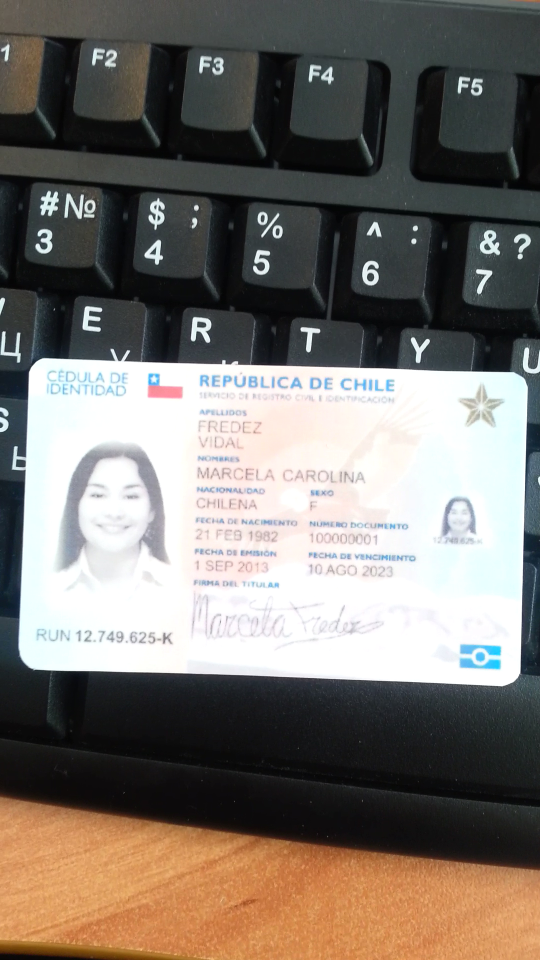 1 F2 F3 F4 F5
#№ $ ; % ^ : & ?
3 4 5 6 7
E R T Y U
Ц
S
Ы
CÉDULA DE
IDENTIDAD
REPÚBLICA DE CHILE
SERVICIO DE REGISTRO CIVIL E IDENTIFICACIÓN
APELLIDOS
FREDEZ
VIDAL
NOMBRES
MARCELA CAROLINA
NACIONALIDAD SEXO
CHILENA F
FECHA DE NACIMIENTO NÚMERO DOCUMENTO
21 FEB 1982 100000001
12.749.625-K
FECHA DE EMISIÓN FECHA DE VENCIMIENTO
1 SEP 2013 10 AGO 2023
FIRMA DEL TITULAR
Marcela Fredez
RUN 12.749.625-K